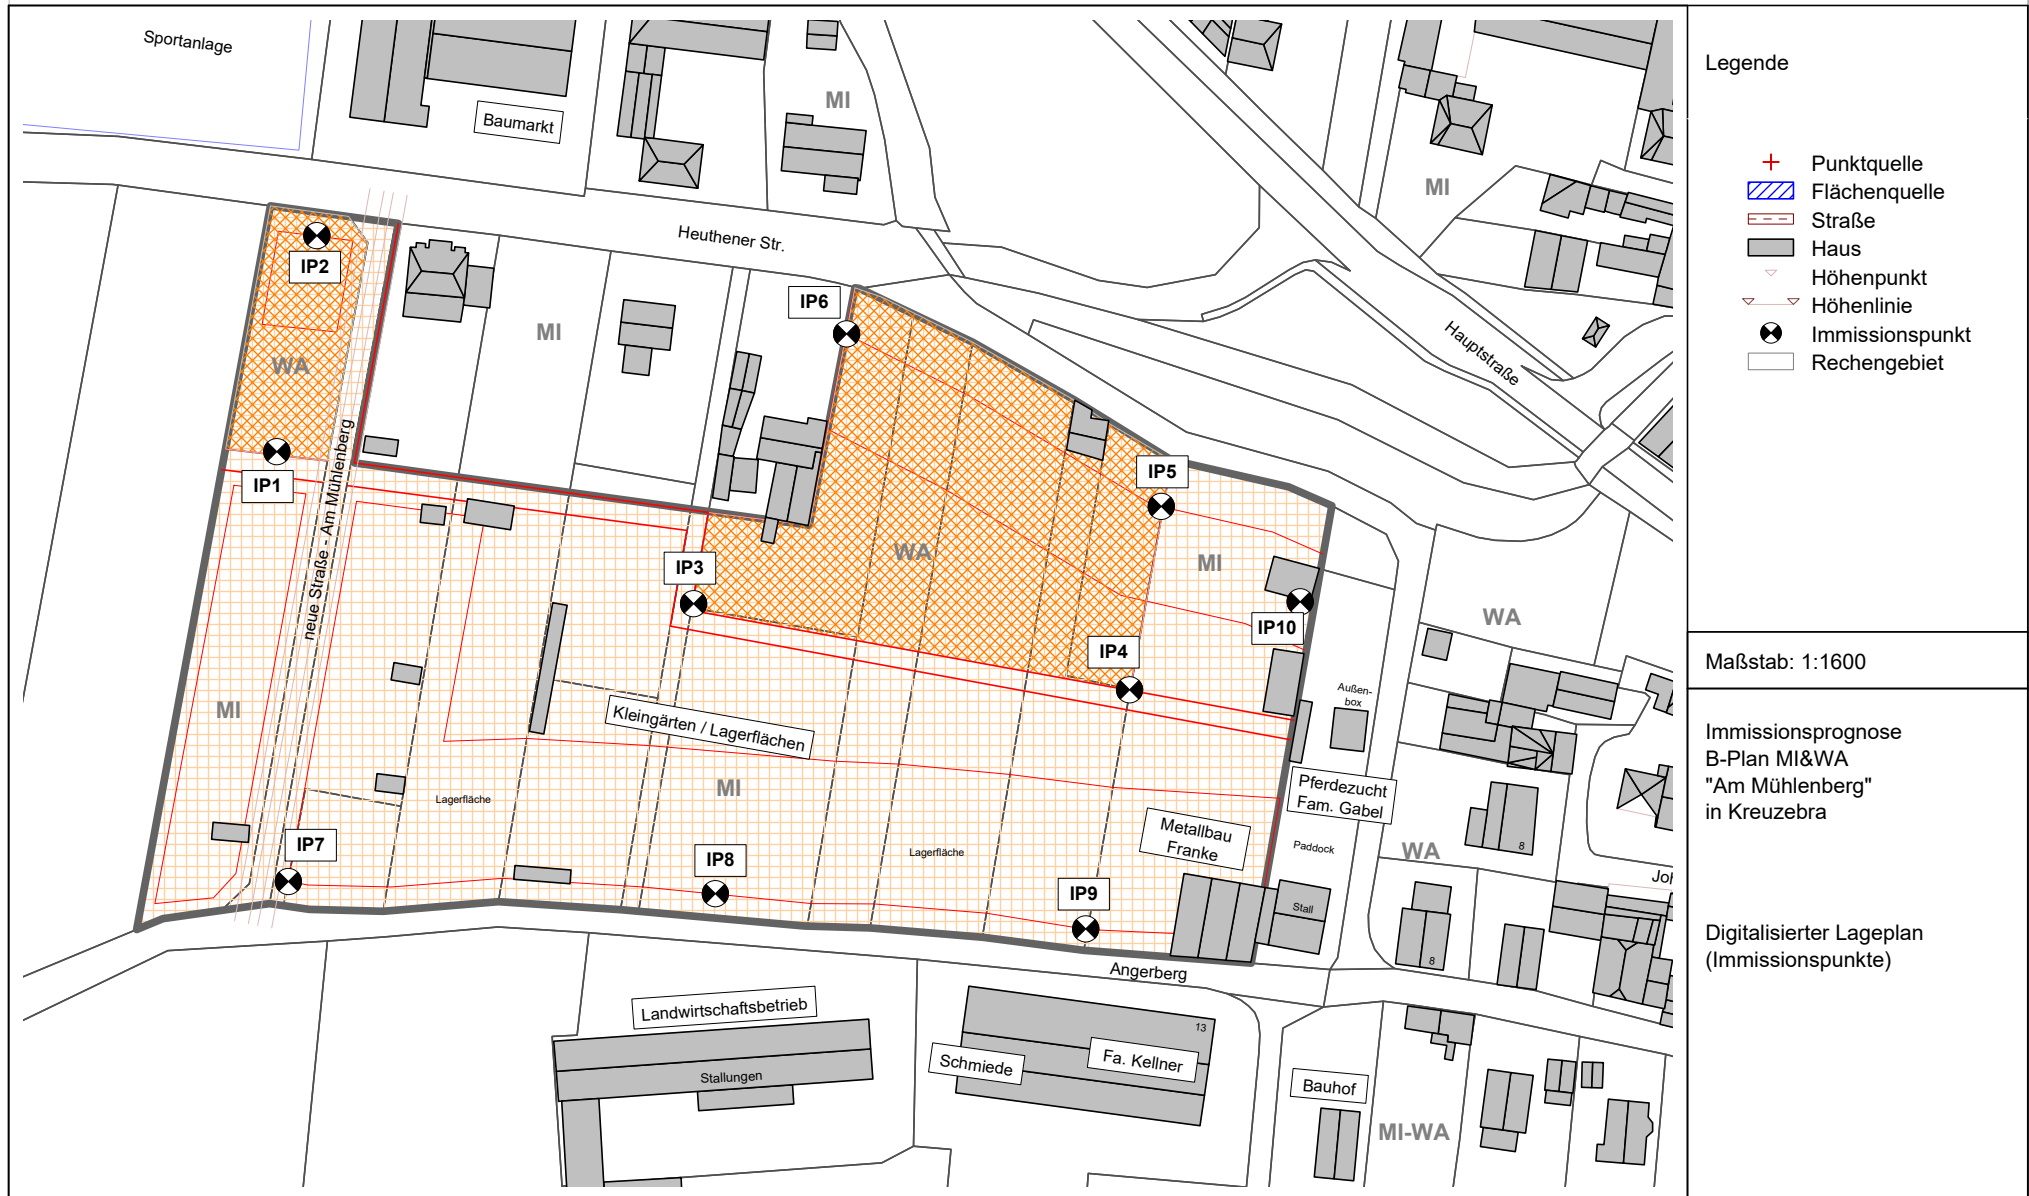 Sportanlage
Baumarkt
MI
MI
Heuthener Str.
Hauptstraße
IP2
WA
MI
IP6
IP1
neue Straße - Am Mühlenberg
IP5
IP3
WA
MI
IP10
WA
IP4
Außen-
box
MI
Kleingärten / Lagerflächen
MI
Lagerfläche
Pferdezucht
Fam. Gabel
Metallbau
Franke
Paddock
WA
8
IP7
IP8
Lagerfläche
IP9
Stall
8
Joh
Angerberg
Landwirtschaftsbetrieb
Stallungen
13
Schmiede
Fa. Kellner
Bauhof
MI-WA
Legende
Punktquelle
Flächenquelle
Straße
Haus
Höhenpunkt
Höhenlinie
Immissionspunkt
Rechengebiet
Maßstab: 1:1600
Immissionsprognose
B-Plan MI&WA
"Am Mühlenberg"
in Kreuzebra
Digitalisierter Lageplan
(Immissionspunkte)